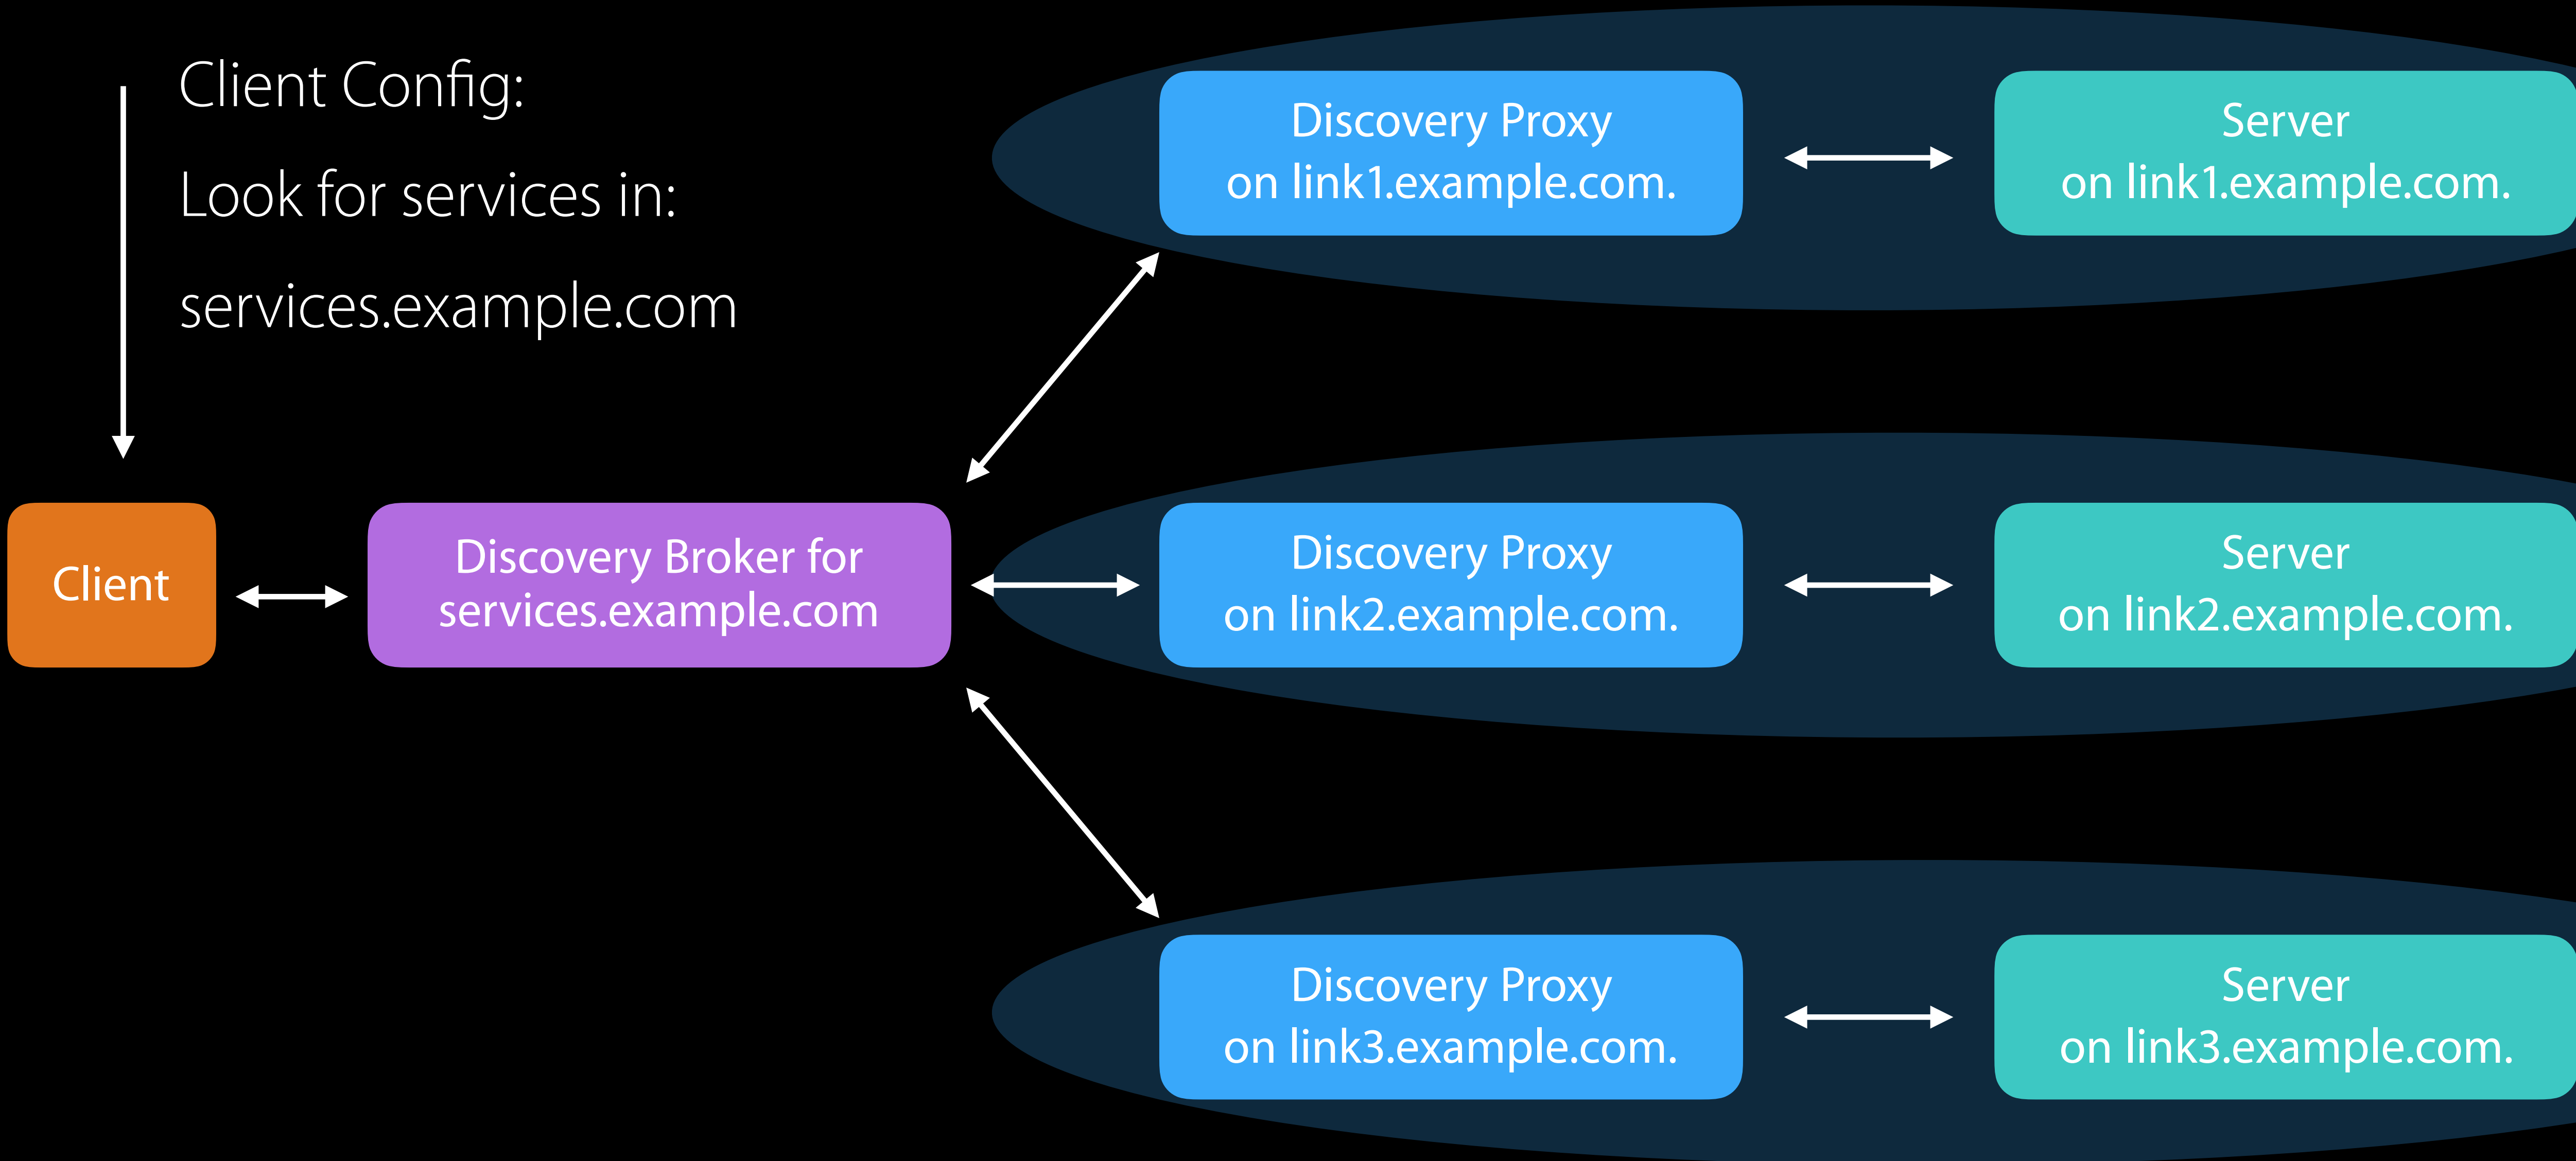 Client Config:
Look for services in:
services.example.com
Discovery Proxy
on link1.example.com.
Server
on link1.example.com.
Client
Discovery Broker for
services.example.com
Discovery Proxy
on link2.example.com.
Server
on link2.example.com.
Discovery Proxy
on link3.example.com.
Server
on link3.example.com.